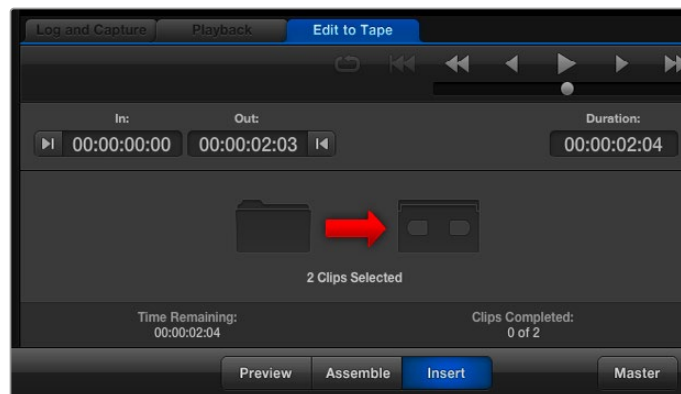 Log and Capture Playback Edit to Tape
In: Out: Duration:
00:00:00:00 00:00:02:03 00:00:02:04
2 Clips Selected
Time Remaining: Clips Completed:
00:00:02:04 0 of 2
Preview Assemble Insert Master